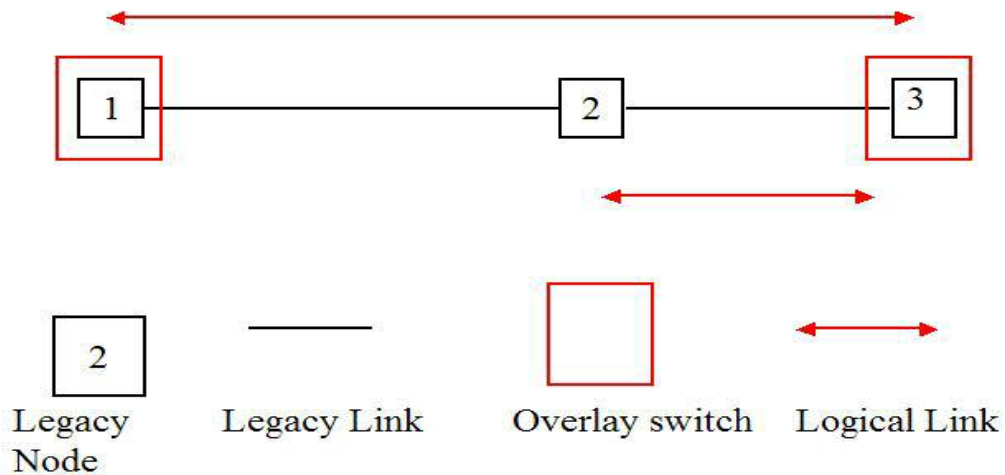 1
2
3
2
Legacy Node
Legacy Link
Overlay switch
Logical Link